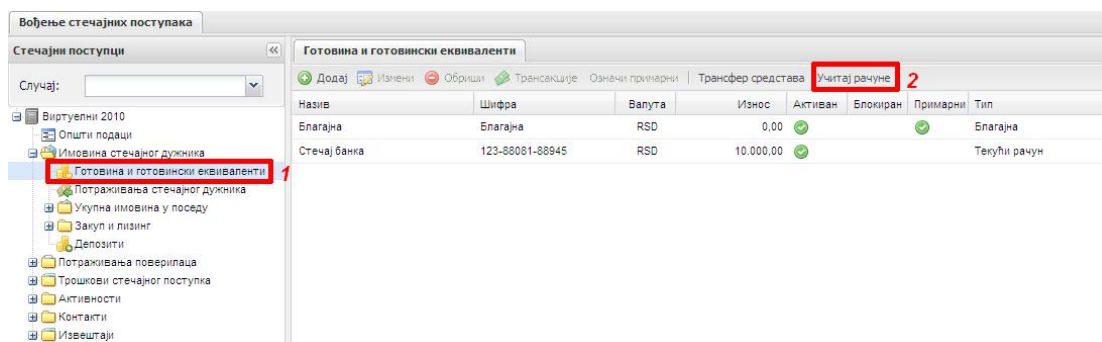 Вођење стечајних поступака
Стечајни поступци
Случај:
Виртуелни 2010
Општи подаци
Имовина стечајног дужника
Готовина и готовински еквиваленти
1
Потраживања стечајног дужника
Укупна имовина у поседу
Закуп и лизинг
Депозити
Потраживања поверилаца
Трошкови стечајног поступка
Активности
Контакти
Извештаји
Готовина и готовински еквиваленти
Додај Измени Обриши Трансакције Означи примарни Трансфер средстава Учитај рачуне 2
Назив Шифра Валута Износ Активан Блокиран Примарни Тип
Благајна Благајна RSD 0,00 Благајна
Стечај банка 123-88081-88945 RSD 10.000,00 Текући рачун